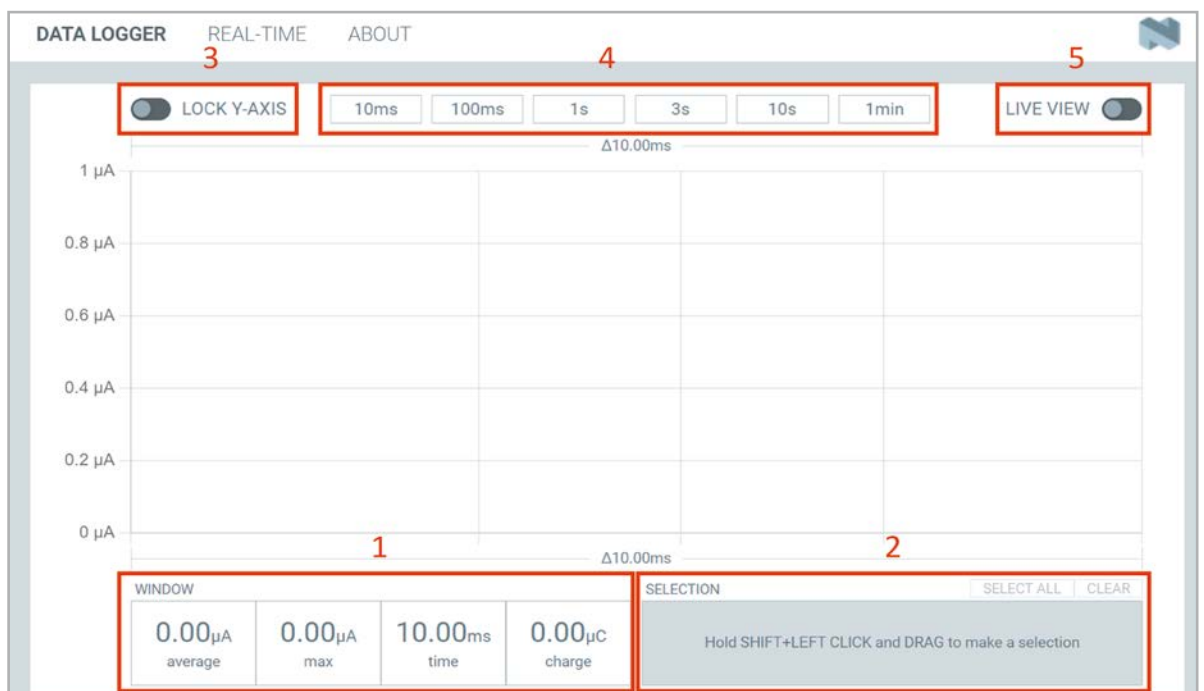 DATA LOGGER REAL-TIME ABOUT
3 4 5
LOCK Y-AXIS 10ms 100ms 1s 3s 10s 1min LIVE VIEW
Δ10.00ms
1 µA
0.8 µA
0.6 µA
0.4 µA
0.2 µA
0 µA
1 2
Δ10.00ms
WINDOW SELECTION SELECT ALL CLEAR
0.00µA 0.00µA 10.00ms 0.00µC
Hold SHIFT+LEFT CLICK and DRAG to make a selection
average max time charge